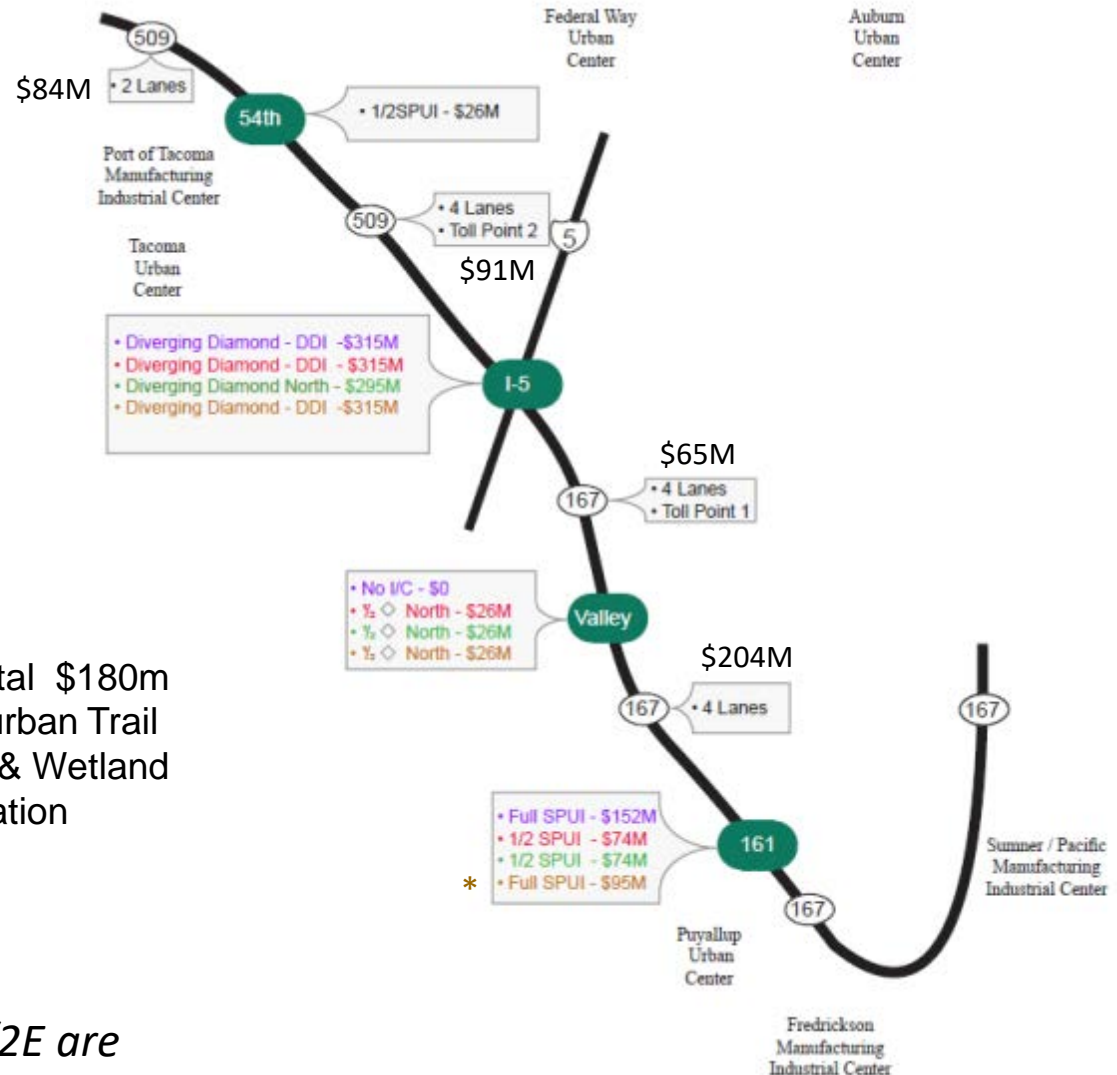 Federal Way
Urban
Center
Auburn
Urban
Center
509
$84M
• 2 Lanes
54th
• 1/2SPUI - $26M
Port of Tacoma
Manufacturing
Industrial Center
509
• 4 Lanes
• Toll Point 2
5
$91M
Tacoma
Urban
Center
• Diverging Diamond - DDI -$315M
• Diverging Diamond - DDI - $315M
• Diverging Diamond North - $295M
• Diverging Diamond - DDI -$315M
I-5
$65M
167
• 4 Lanes
• Toll Point 1
• No I/C - $0
• ½ ◇ North - $26M
• ½ ◇ North - $26M
• ½ ◇ North - $26M
Valley
$204M
167
• 4 Lanes
167
tal $180m
urban Trail
& Wetland
ation
• Full SPUI - $152M
• 1/2 SPUI - $74M
• 1/2 SPUI - $74M
* • Full SPUI - $95M
161
Sumner / Pacific
Manufacturing
Industrial Center
167
Puyallup
Urban
Center
/2E are
Fredrickson
Manufacturing
Industrial Center